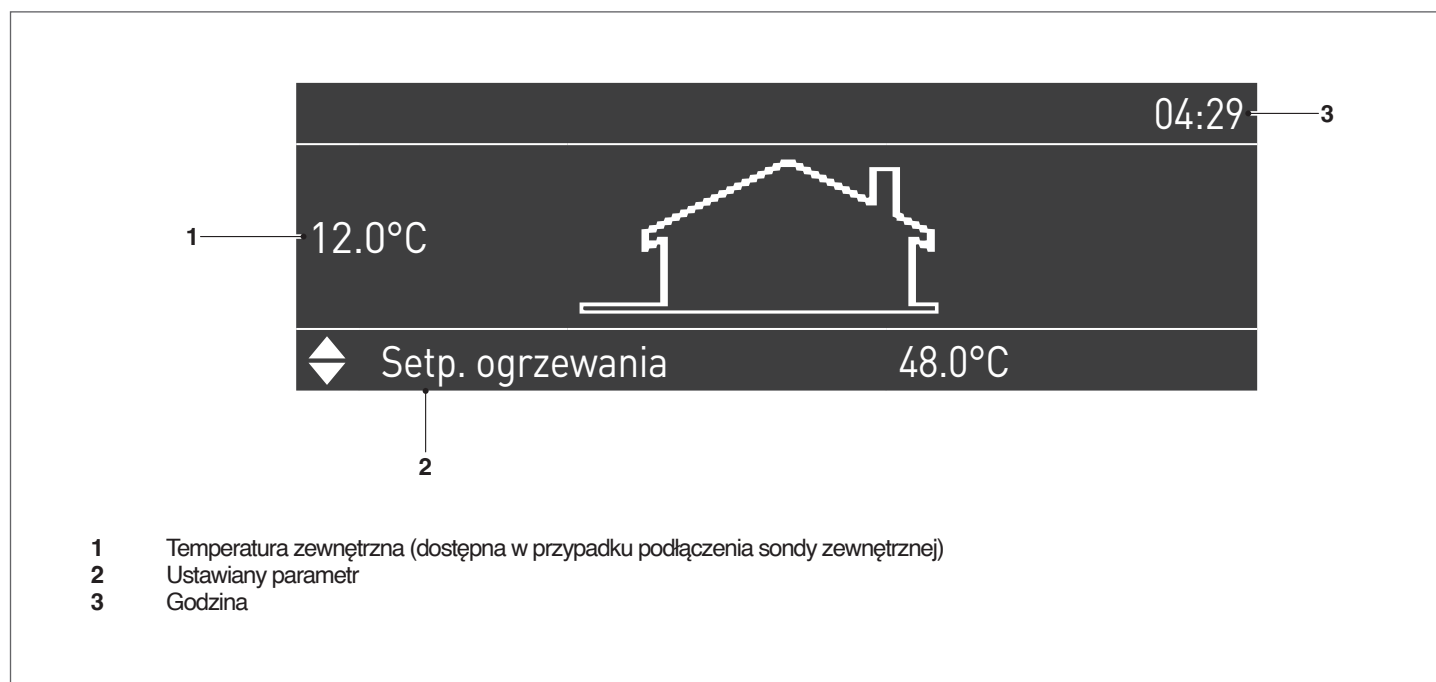 04:29
3
1
12.0°C
Setp. ogrzewania 48.0°C
2
1 Temperatura zewnętrzna (dostępna w przypadku podłączenia sondy zewnętrznej)
2 Ustawiany parametr
3 Godzina